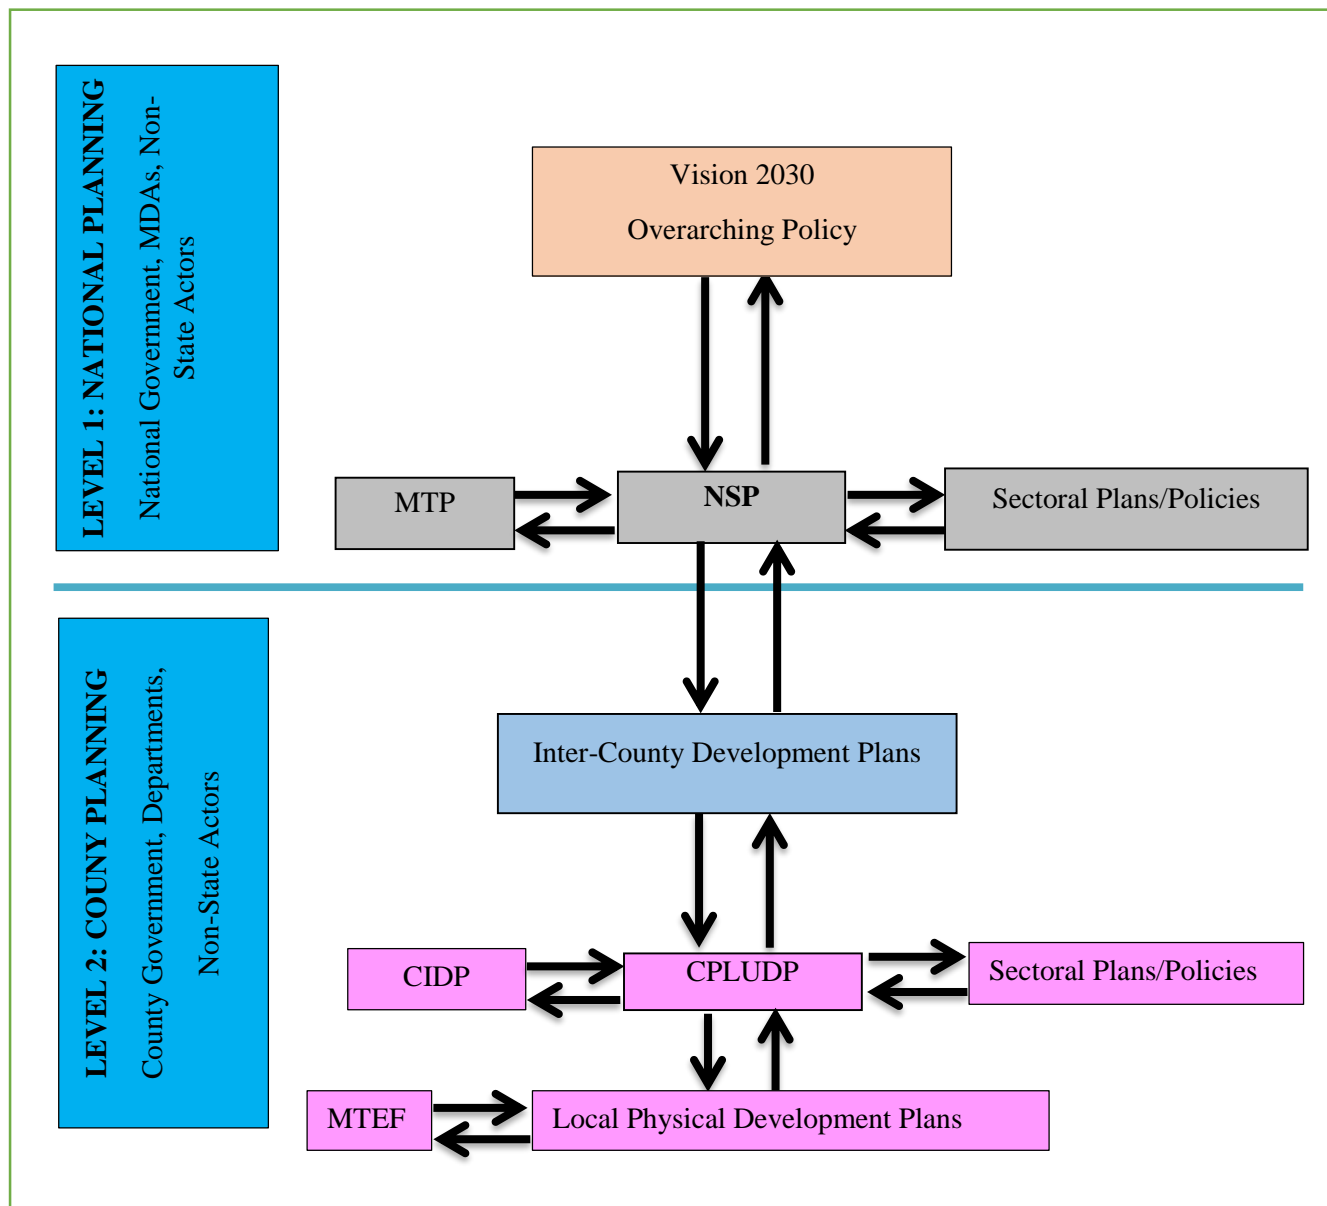 LEVEL 1: NATIONAL PLANNING
National Government, MDAs, Non-
State Actors
Vision 2030
Overarching Policy
MTP
NSP
Sectoral Plans/Policies
LEVEL 2: COUNY PLANNING
County Government, Departments,
Non-State Actors
Inter-County Development Plans
CIDP
CPLUDP
Sectoral Plans/Policies
MTEF
Local Physical Development Plans